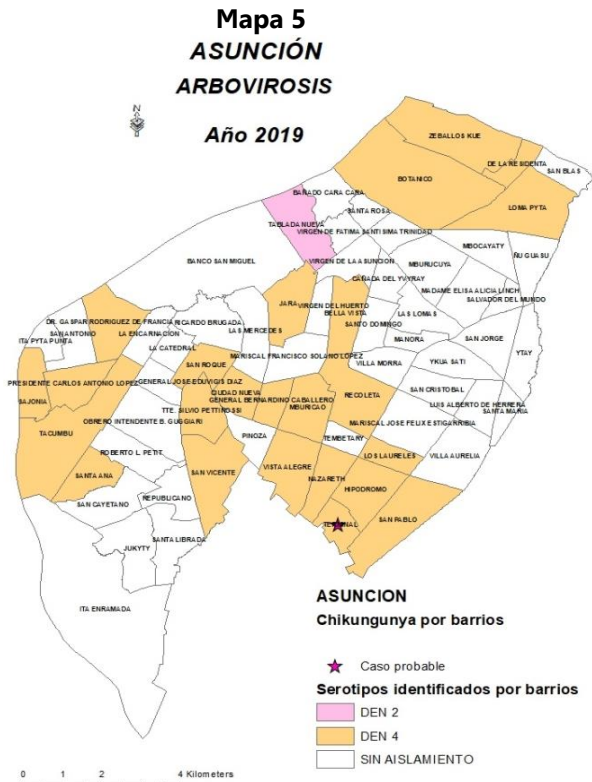 Mapa 5
ASUNCIÓN
ARBOVIROSIS
Año 2019
N
ZEBALLOS KUE
DE LA RESIDENTA
SAN BLAS
BOTANICO
LOMA PYTA
BAÑADO CARA CARA
SANTA ROSA
TABLADA NUEVA
VIRGEN DE FATIMA SANTISIMA TRINIDAD
ÑU GUASU
MBOCAYATY
BANCO SAN MIGUEL
VIRGEN DE LA ASUNCION
MBURUCUYA
CAÑADA DEL YVYRAY
MADAME ELISA ALICIA LINCH
SALVADOR DEL MUNDO
JARA
VIRGEN DEL HUERTO
BELLA VISTA
LAS LOMAS
DR. GASPAR RODRIGUEZ DE FRANCIA
RICARDO BRUGADA
LAS MERCEDES
SANTO DOMINGO
SAN ANTONIO
LA ENCARNACION
MANORA
SAN JORGE
ITA PYTA PUNTA
LA CATEDRAL
YTAY
MARISCAL FRANCISCO SOLANO LOPEZ
VILLA MORRA
YKUA SATI
SAN ROQUE
PRESIDENTE CARLOS ANTONIO LOPEZ
GENERAL JOSE EDUVIGIS DIAZ
SAN CRISTOBAL
SAJONIA
CIUDAD NUEVA
GENERAL BERNARDINO CABALLERO
RECOLETA
MBURICAO
LUIS ALBERTO DE HERRERA
SANTA MARIA
TTE. SILVIO PETTIROSSI
OBRERO INTENDENTE B. GUGGIARI
MARISCAL JOSE FELIX ESTIGARRIBIA
TACUMBU
PINOZA
TEMBETARY
ROBERTO L. PETIT
LOS LAURELES
VILLA AURELIA
VISTA ALEGRE
SANTA ANA
SAN VICENTE
NAZARETH
HIPODROMO
REPUBLICANO
SAN CAYETANO
SAN PABLO
TERMINAL
SANTA LIBRADA
JUKYTY
ITA ENRAMADA
ASUNCION
Chikungunya por barrios
Caso probable
Serotipos identificados por barrios
DEN 2
DEN 4
SIN AISLAMIENTO
0 1 2 4 Kilometers